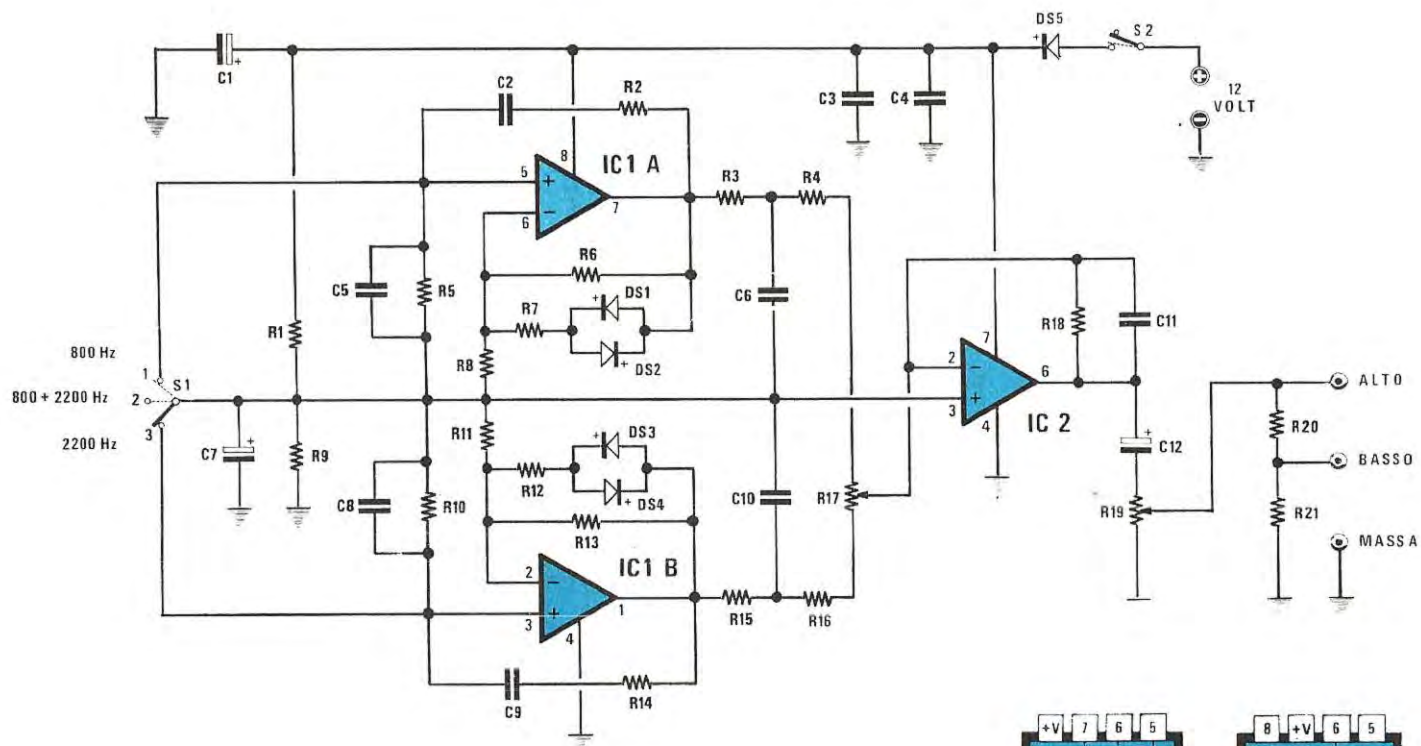 DS5
S 2
C1
12
VOLT
C2
R2
C3
C4
IC1 A
8
5
+
6
−
7
R3
R4
R6
C5
R5
R1
R7
+
DS1
DS2
+
C6
R18
C11
R8
800 Hz
1
800 + 2200 Hz
2
S1
2200 Hz
3
7
2
−
6
+
3
4
IC 2
ALTO
R20
BASSO
C7
+
R9
R11
R12
+
DS3
DS4
+
C8
R10
R13
C10
R17
+
C12
R19
R21
MASSA
IC1 B
2
−
3
+
4
1
R15
R16
C9
R14
+V
7
6
5
8
+V
6
5